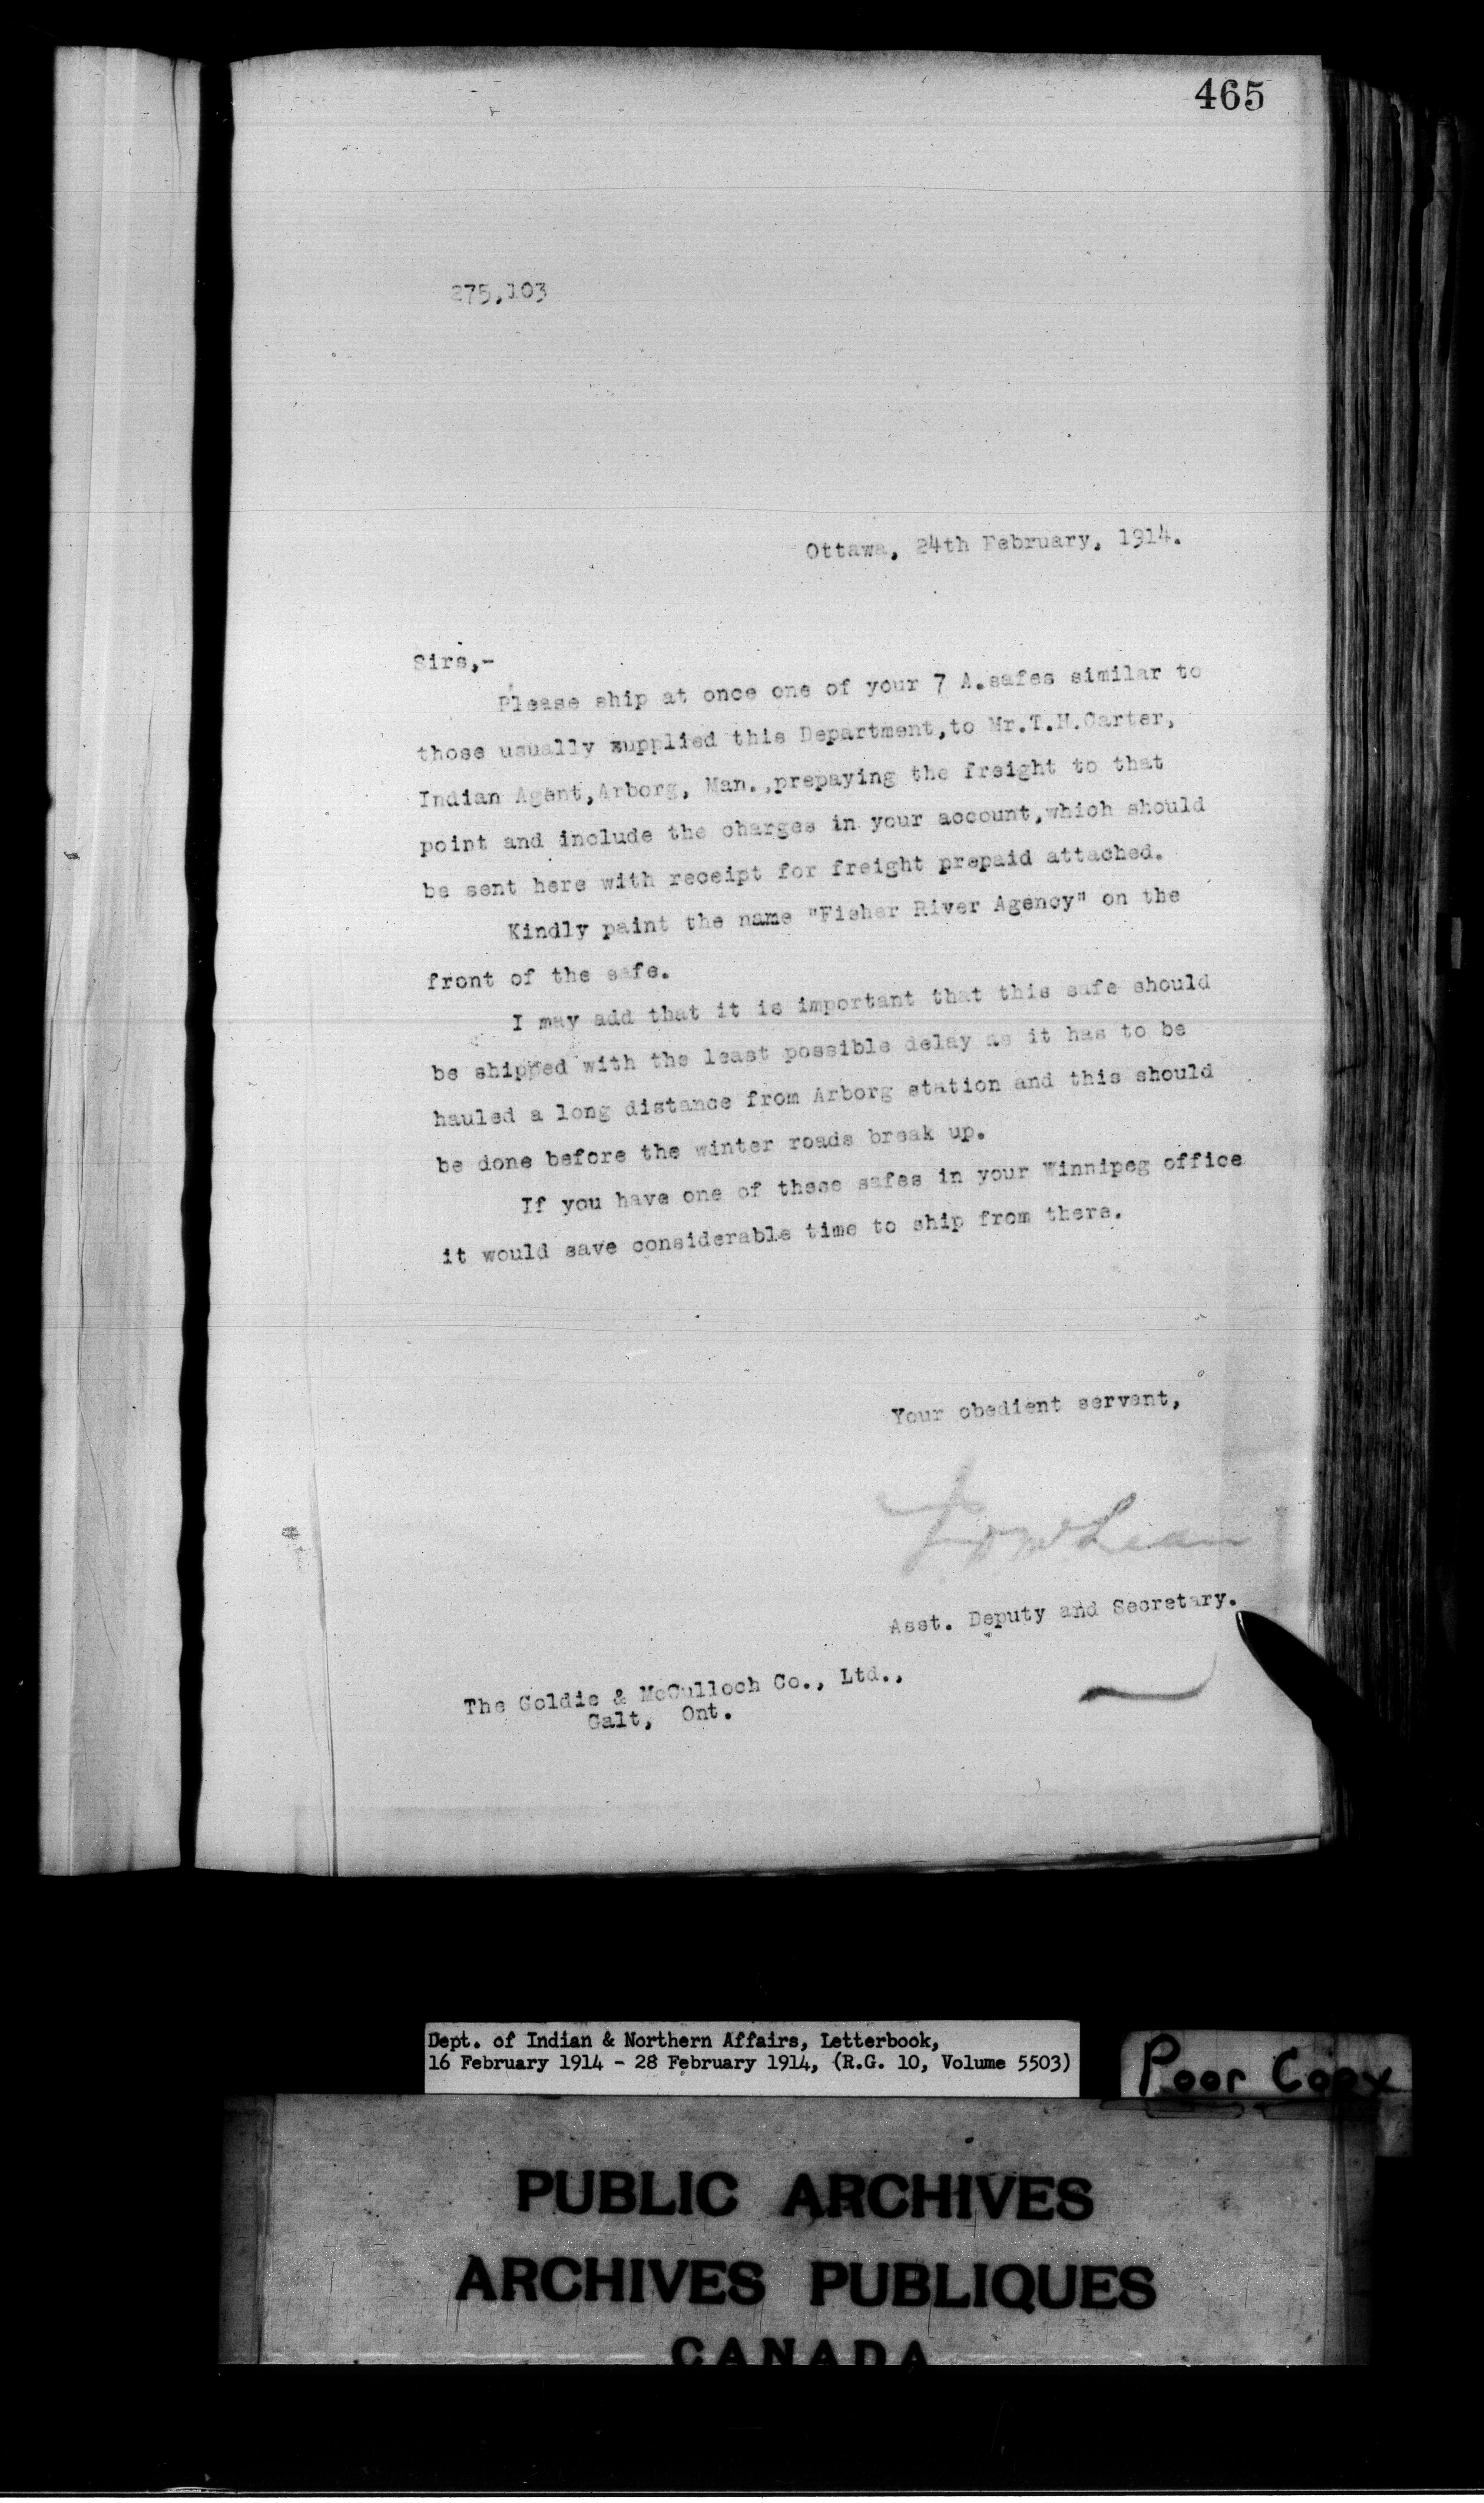 465
275,103
Ottawa, 24th February, 1914.
Sirs,-
Please ship at once one of your 7 A.safes similar to
those usually supplied this Department,to Mr.T.H.Carter,
Indian Agent,Arborg, Man.,prepaying the freight to that
point and include the charges in your account,which should
be sent here with receipt for freight prepaid attached.
Kindly paint the name "Fisher River Agency" on the
front of the safe.
I may add that it is important that this safe should
be shipped with the least possible delay as it has to be
hauled a long distance from Arborg station and this should
be done before the winter roads break up.
If you have one of these safes in your Winnipeg office
it would save considerable time to ship from there.
Your obedient servant,
Asst. Deputy and Secretary.
The Goldie & McCulloch Co., Ltd.,
Galt, Ont.
Dept. of Indian & Northern Affairs, Letterbook,
16 February 1914 - 28 February 1914, (R.G. 10, Volume 5503)
Poor Copy
PUBLIC ARCHIVES
ARCHIVES PUBLIQUES
CANADA